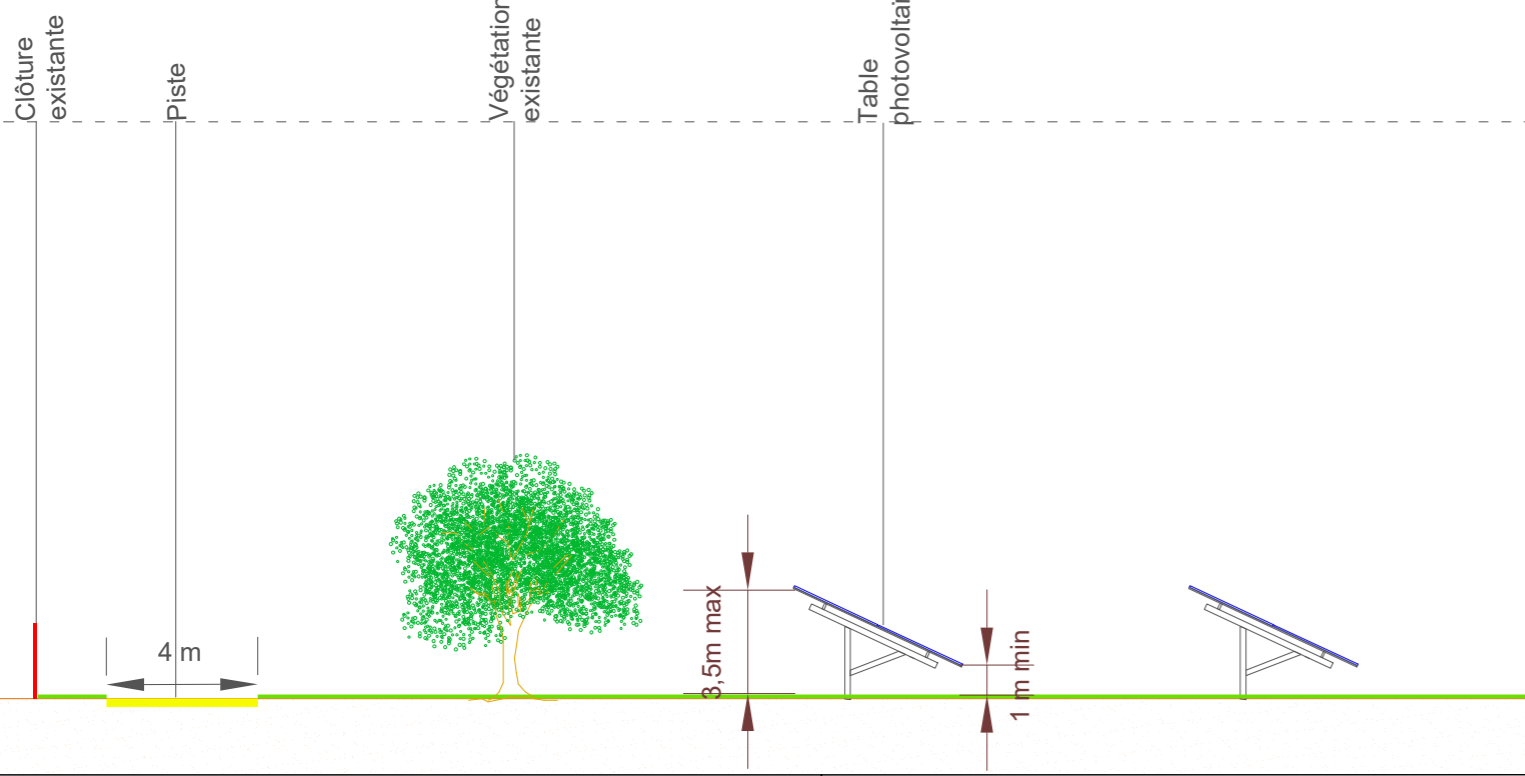 Clôture
existante
Piste
Végétation
existante
Table
4 m
3,5m max
1 m min